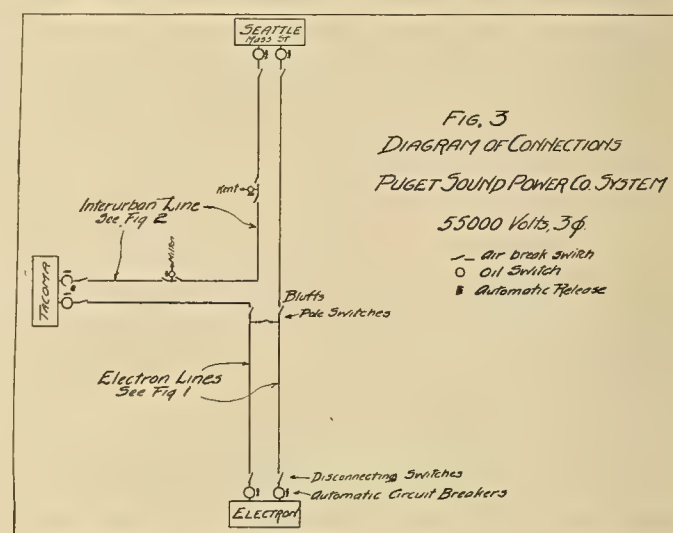 SEATTLE
Mass St
FIG. 3
DIAGRAM OF CONNECTIONS
PUGET SOUND POWER CO. SYSTEM
55000 Volts, 3φ.
Air break switch
Oil Switch
Automatic Release
Kent
Interurban Line
See Fig 2
Milton
TACOMA
Bluffs
Pole Switches
Electron Lines
See Fig 1
Disconnecting Switches
Automatic Circuit Breakers
ELECTRON